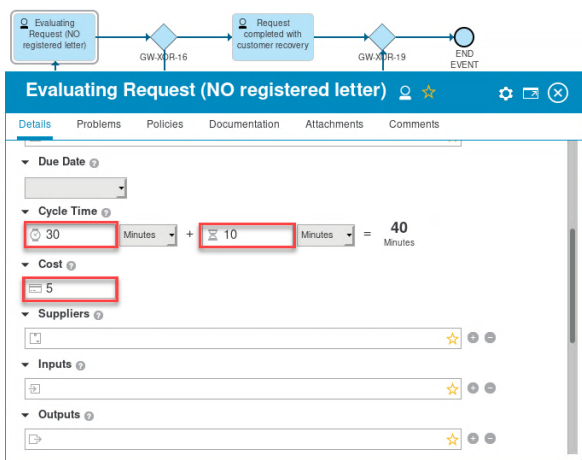 Evaluating
Request (NO
registered letter)
GW-XOR-16
Request
completed with
customer recovery
GW-XOR-19
END
EVENT
Evaluating Request (NO registered letter)
Details Problems Policies Documentation Attachments Comments
Due Date ?
Cycle Time ?
30 Minutes + 10 Minutes = 40
Minutes
Cost ?
5
Suppliers ?
Inputs ?
Outputs ?